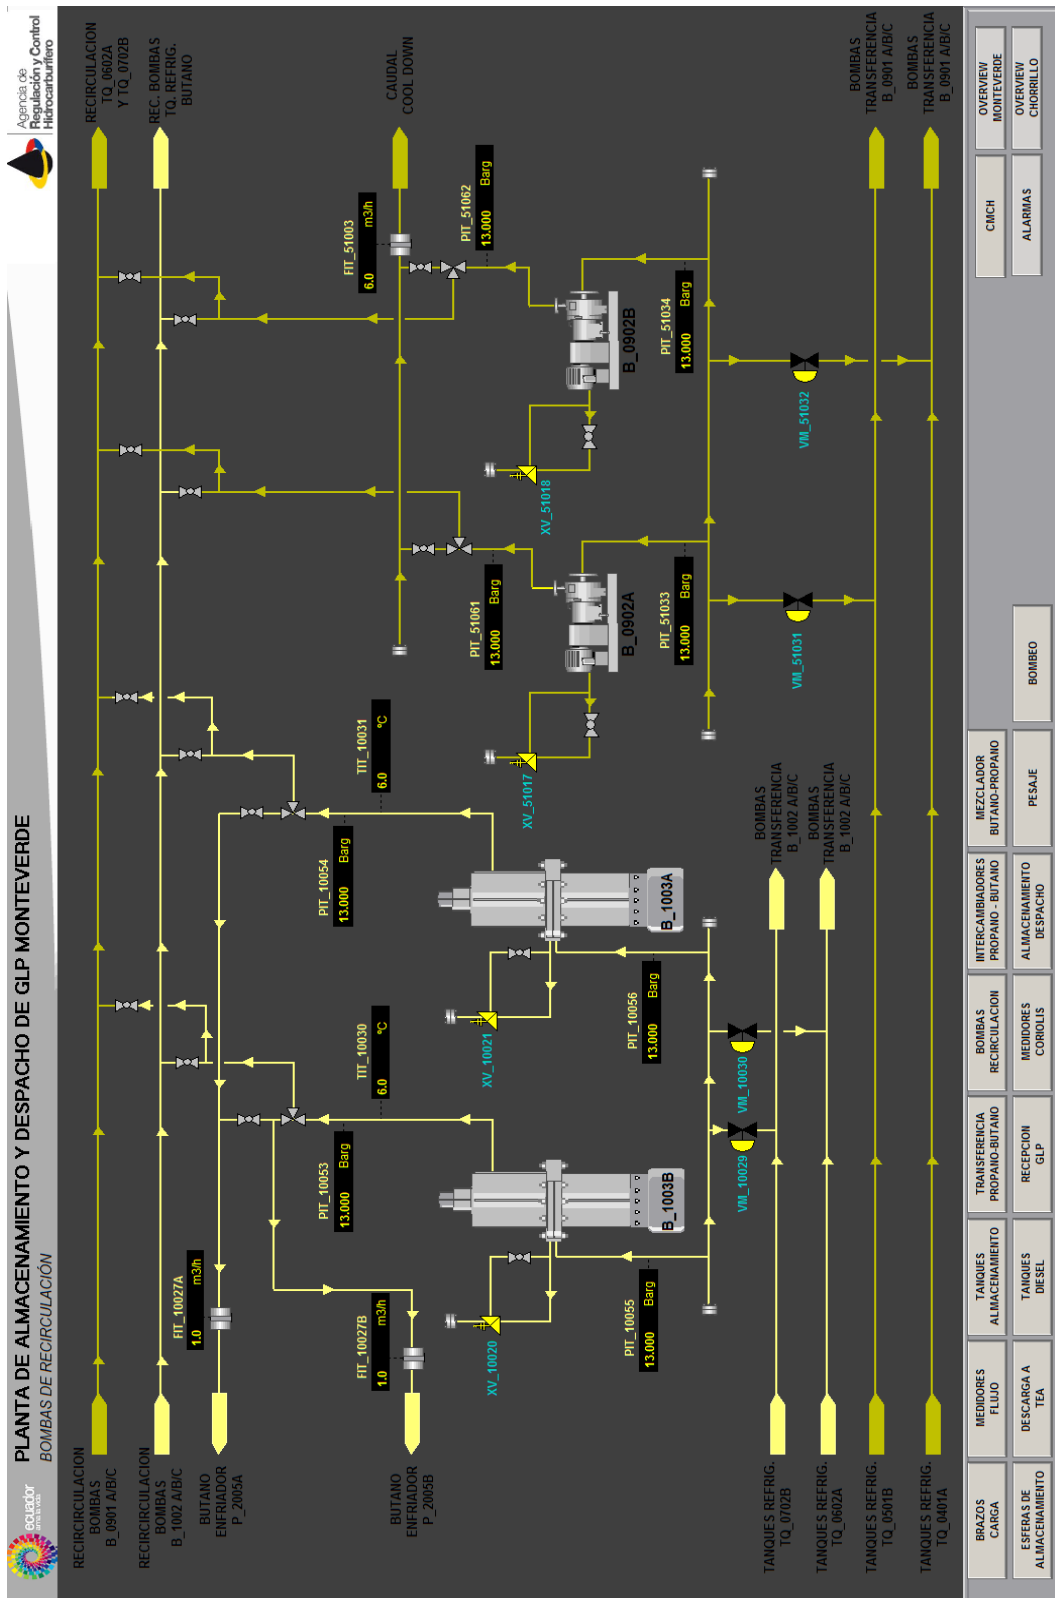 ecuador
ama la vida
PLANTA DE ALMACENAMIENTO Y DESPACHO DE GLP MONTEVERDE
BOMBAS DE RECIRCULACIÓN
Agencia de
Regulación y Control
Hidrocarburífero
RECIRCIRCULACION
BOMBAS
B_0901 A/B/C
RECIRCIRCULACION
BOMBAS
B_1002 A/B/C
BUTANO
ENFRIADOR
P_2005A
BUTANO
ENFRIADOR
P_2005B
TANQUES REFRIG.
TQ_0702B
TANQUES REFRIG.
TQ_0602A
TANQUES REFRIG.
TQ_0501B
TANQUES REFRIG.
TQ_0401A
FIT_10027A
1.0 m3/h
FIT_10027B
1.0 m3/h
PIT_10053
13.000 Barg
TIT_10030
6.0 ºC
XV_10020
B_1003B
PIT_10055
13.000 Barg
VM_10029
PIT_10054
13.000 Barg
TIT_10031
6.0 ºC
XV_10021
B_1003A
PIT_10056
13.000 Barg
VM_10030
BOMBAS
TRANSFERENCIA
B_1002 A/B/C
BOMBAS
TRANSFERENCIA
B_1002 A/B/C
PIT_51061
13.000 Barg
XV_51017
B_0902A
PIT_51033
13.000 Barg
VM_51031
FIT_51003
6.0 m3/h
PIT_51062
13.000 Barg
XV_51018
B_0902B
PIT_51034
13.000 Barg
VM_51032
RECIRCULACION
TQ_0602A
Y TQ_0702B
REC. BOMBAS
TQ. REFRIG.
BUTANO
CAUDAL
COOL DOWN
BOMBAS
TRANSFERENCIA
B_0901 A/B/C
BOMBAS
TRANSFERENCIA
B_0901 A/B/C
BRAZOS
CARGA
MEDIDORES
FLUJO
TANQUES
ALMACENAMIENTO
TRANSFERENCIA
PROPANO-BUTANO
BOMBAS
RECIRCULACION
INTERCAMBIADORES
PROPANO - BUTANO
MEZCLADOR
BUTANO-PROPANO
CMCH
OVERVIEW
MONTEVERDE
ESFERAS DE
ALMACENAMIENTO
DESCARGA A
TEA
TANQUES
DIESEL
RECEPCION
GLP
MEDIDORES
CORIOLIS
ALMACENAMIENTO
DESPACHO
PESAJE
BOMBEO
ALARMAS
OVERVIEW
CHORRILLO